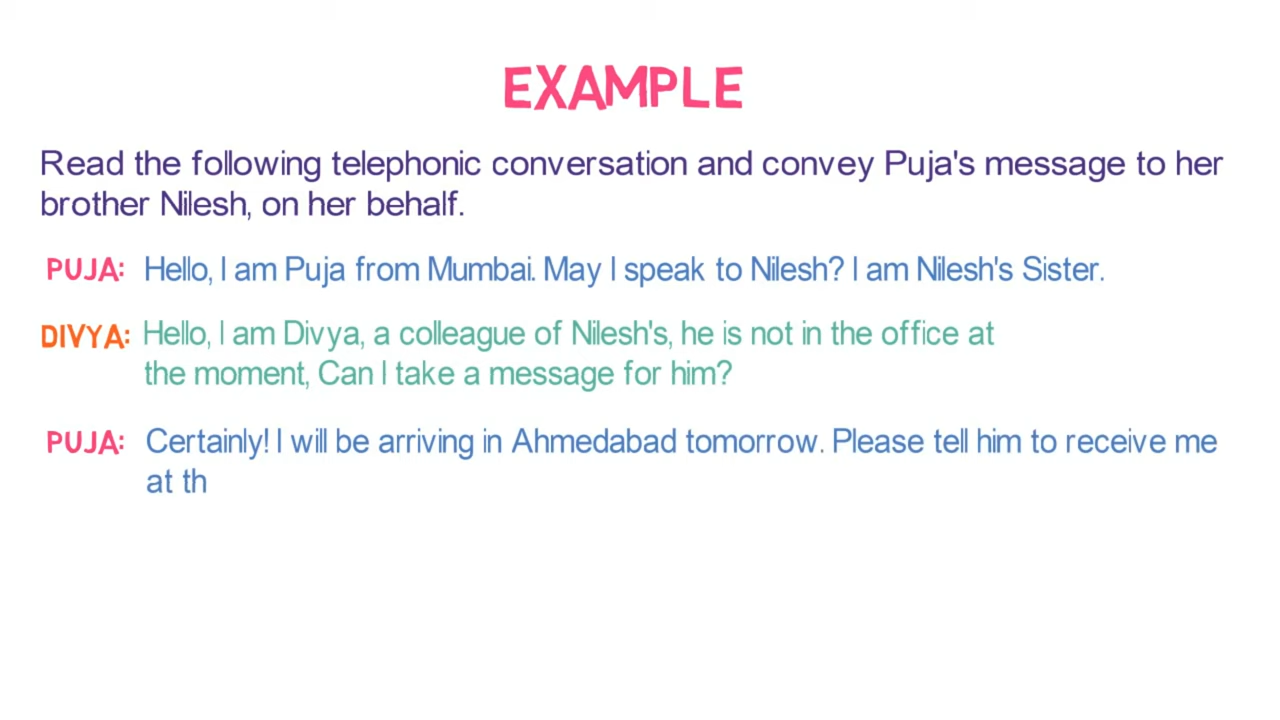 EXAMPLE
Read the following telephonic conversation and convey Puja's message to her
brother Nilesh, on her behalf.
PUJA: Hello, I am Puja from Mumbai. May I speak to Nilesh? I am Nilesh's Sister.
DIVYA: Hello, I am Divya, a colleague of Nilesh's, he is not in the office at
the moment, Can I take a message for him?
PUJA: Certainly! I will be arriving in Ahmedabad tomorrow. Please tell him to receive me
at th